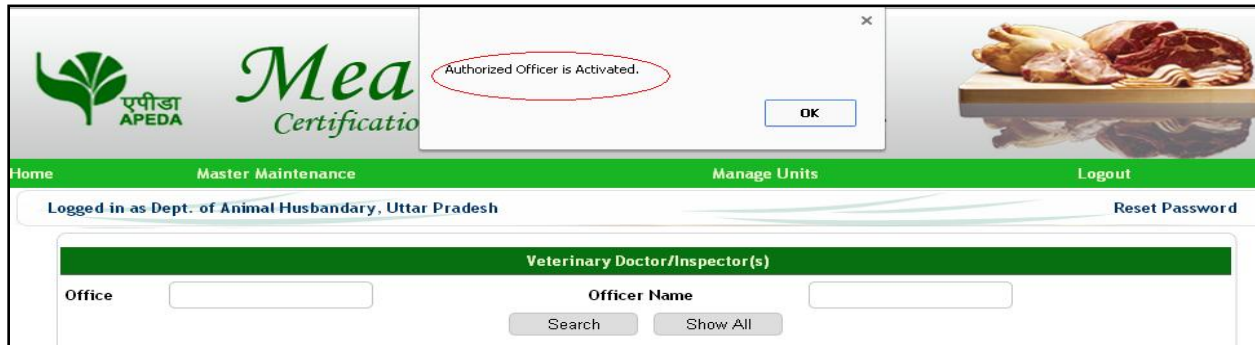 एपीडा
APEDA
Mea
Certificatio
Authorized Officer is Activated.
OK
Home Master Maintenance Manage Units Logout
Logged in as Dept. of Animal Husbandary, Uttar Pradesh Reset Password
Veterinary Doctor/Inspector(s)
Office Officer Name
Search Show All